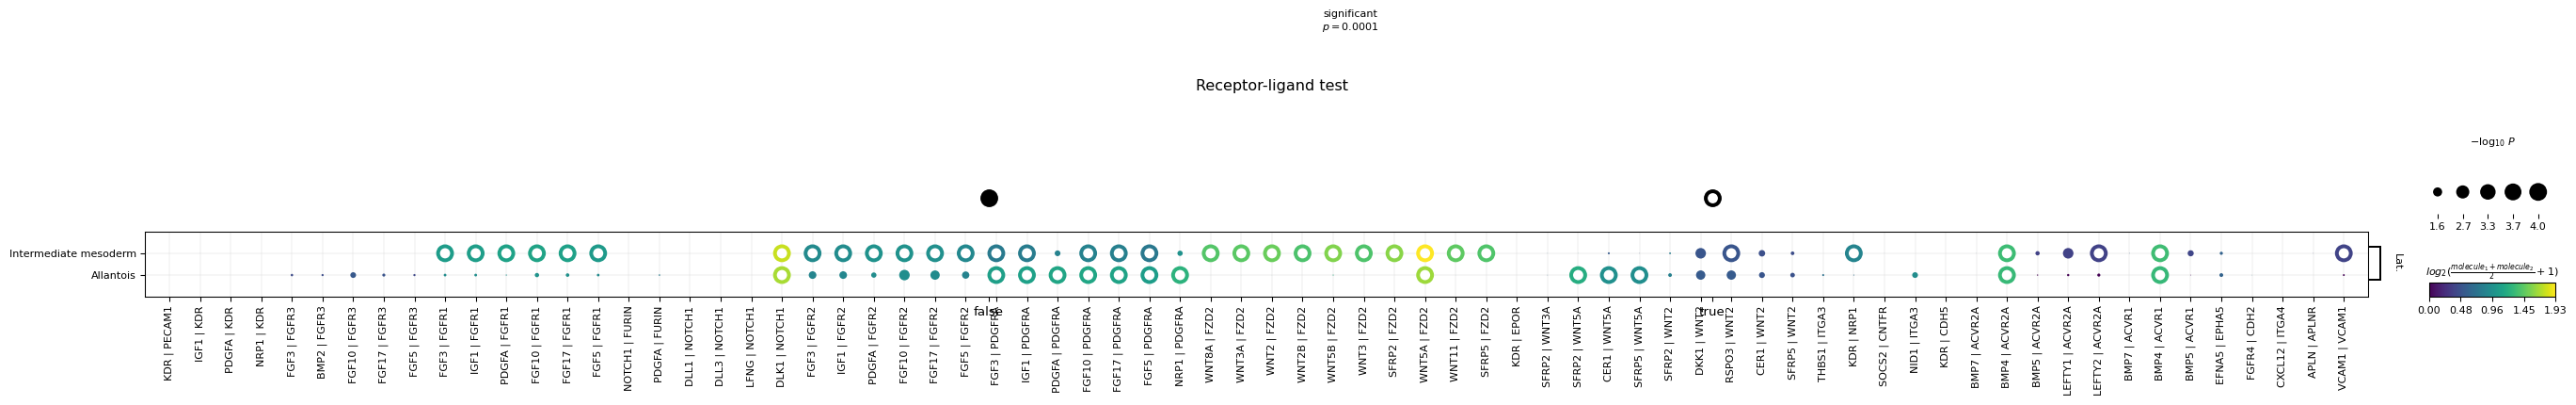 significant
p = 0.0001
Receptor-ligand test
−log10 P
1.6 2.7 3.3 3.7 4.0
Intermediate mesoderm
Allantois
Lat.
log2(molecule1 + molecule2 / 2 + 1)
0.00 0.48 0.96 1.45 1.93
false
true
KDR | PECAM1
IGF1 | KDR
PDGFA | KDR
NRP1 | KDR
FGF3 | FGFR3
BMP2 | FGFR3
FGF10 | FGFR3
FGF17 | FGFR3
FGF5 | FGFR3
FGF3 | FGFR1
IGF1 | FGFR1
PDGFA | FGFR1
FGF10 | FGFR1
FGF17 | FGFR1
FGF5 | FGFR1
NOTCH1 | FURIN
PDGFA | FURIN
DLL1 | NOTCH1
DLL3 | NOTCH1
LFNG | NOTCH1
DLK1 | NOTCH1
FGF3 | FGFR2
IGF1 | FGFR2
PDGFA | FGFR2
FGF10 | FGFR2
FGF17 | FGFR2
FGF5 | FGFR2
FGF3 | PDGFRA
IGF1 | PDGFRA
PDGFA | PDGFRA
FGF10 | PDGFRA
FGF17 | PDGFRA
FGF5 | PDGFRA
NRP1 | PDGFRA
WNT8A | FZD2
WNT3A | FZD2
WNT2 | FZD2
WNT2B | FZD2
WNT5B | FZD2
WNT3 | FZD2
SFRP2 | FZD2
WNT5A | FZD2
WNT11 | FZD2
SFRP5 | FZD2
KDR | EPOR
SFRP2 | WNT3A
SFRP2 | WNT5A
CER1 | WNT5A
SFRP5 | WNT5A
SFRP2 | WNT2
DKK1 | WNT2
RSPO3 | WNT2
CER1 | WNT2
SFRP5 | WNT2
THBS1 | ITGA3
KDR | NRP1
SOCS2 | CNTFR
NID1 | ITGA3
KDR | CDH5
BMP7 | ACVR2A
BMP4 | ACVR2A
BMP5 | ACVR2A
LEFTY1 | ACVR2A
LEFTY2 | ACVR2A
BMP7 | ACVR1
BMP4 | ACVR1
BMP5 | ACVR1
EFNA5 | EPHA5
FGFR4 | CDH2
CXCL12 | ITGA4
APLN | APLNR
VCAM1 | VCAM1